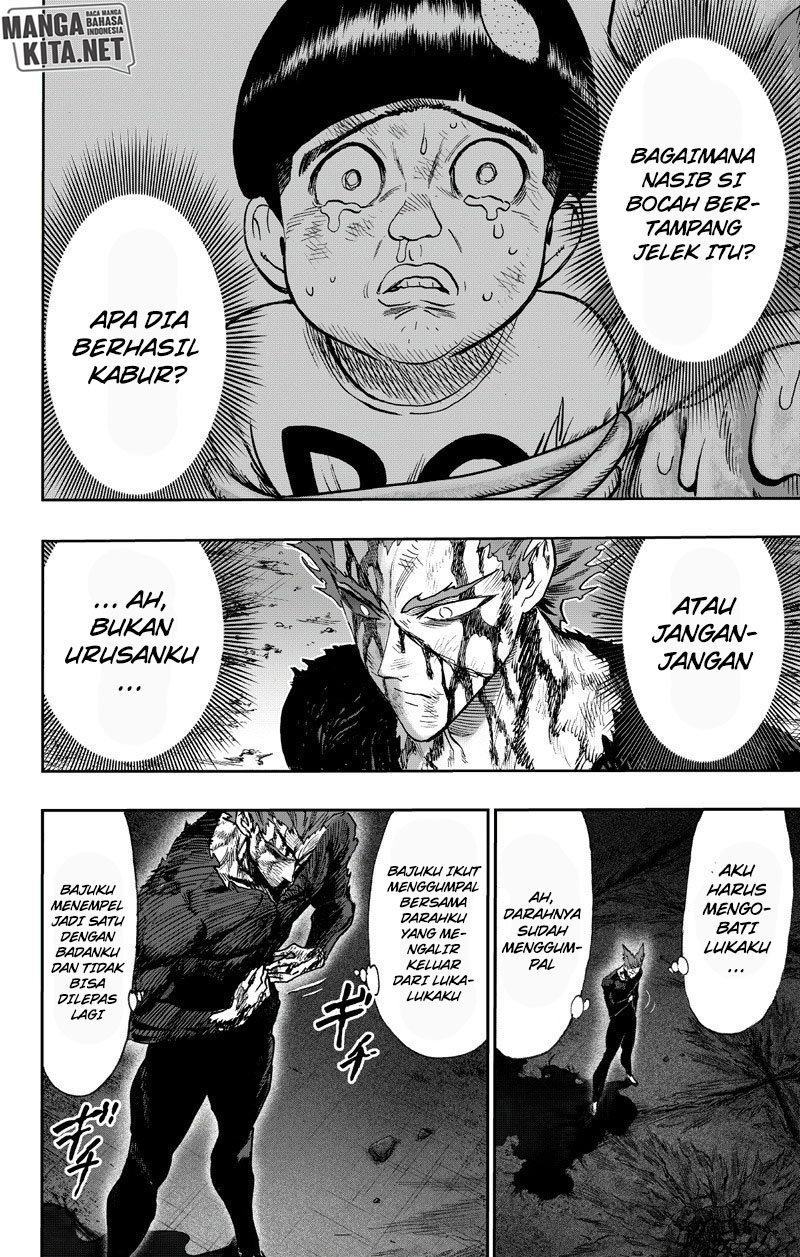 MANGA
KITA.NET
BACA MANGA
BAHASA
INDONESIA
BAGAIMANA
NASIB SI
BOCAH BER-
TAMPANG
JELEK ITU?
APA DIA
BERHASIL
KABUR?
ATAU
JANGAN-
JANGAN
... AH,
BUKAN
URUSANKU
...
AKU
HARUS
MENGO-
BATI
LUKAKU
...
AH,
DARAHNYA
SUDAH
MENGGUM-
PAL
BAJUKU IKUT
MENGGUMPAL
BERSAMA
DARAHKU
YANG ME-
NGALIR
KELUAR
DARI LUKA-
LUKAKU
ギチ
BAJUKU
MENEMPEL
JADI SATU
DENGAN
BADANKU
DAN TIDAK
BISA
DILEPAS
LAGI
ギチ